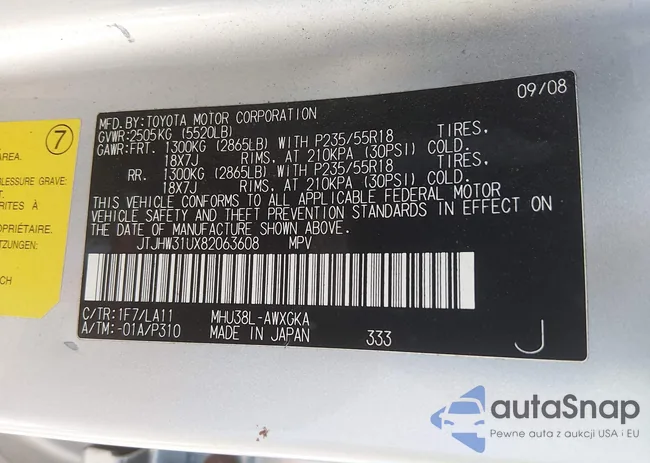 09/08
MFD.BY:TOYOTA MOTOR CORPORATION
GVWR:2505KG (5520LB)
GAWR:FRT. 1300KG (2865LB) WITH P235/55R18 TIRES,
18X7J RIMS, AT 210KPA (30PSI) COLD.
RR. 1300KG (2865LB) WITH P235/55R18 TIRES,
18X7J RIMS, AT 210KPA (30PSI) COLD.
THIS VEHICLE CONFORMS TO ALL APPLICABLE FEDERAL MOTOR
VEHICLE SAFETY AND THEFT PREVENTION STANDARDS IN EFFECT ON
THE DATE OF MANUFACTURE SHOWN ABOVE.
JTJHW31UX82063608 MPV
C/TR:1F7/LA11 MHU38L-AWXGKA
A/TM:-01A/P310 MADE IN JAPAN 333
J
7
AREA.
BLESSURE GRAVE:
RITES À
PROPRIÉTAIRE.
autaSnap
Pewne auta z aukcji USA i EU